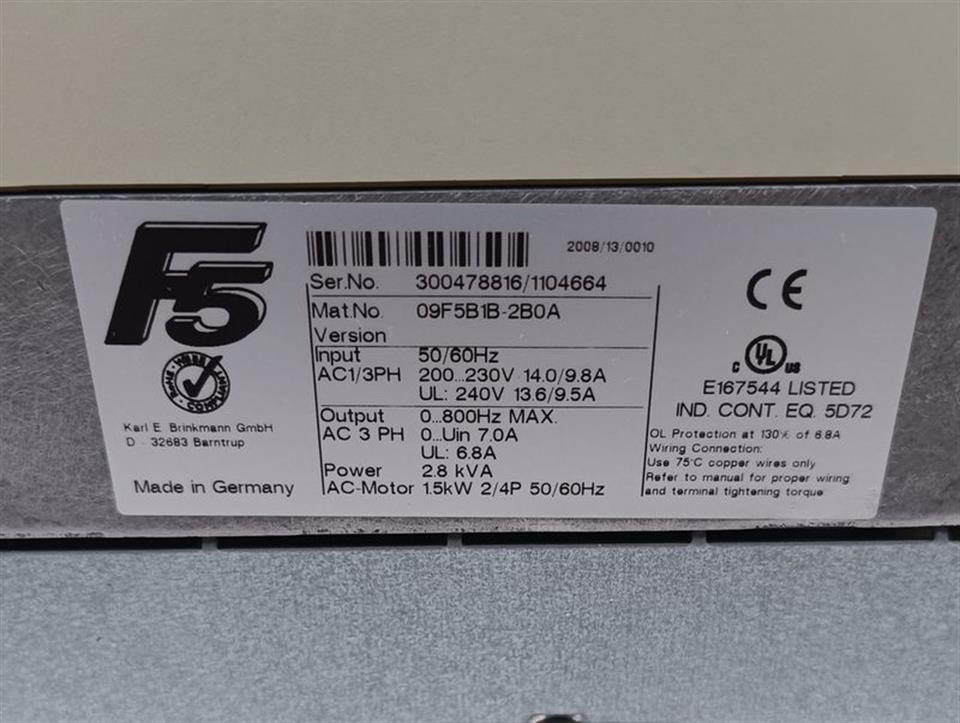 F5
2008/13/0010
Ser.No. 300478816/1104664
Mat.No. 09F5B1B-2B0A
Version
Input 50/60Hz
AC1/3PH 200...230V 14.0/9.8A
UL: 240V 13.6/9.5A
Output 0...800Hz MAX.
AC 3 PH 0...Uin 7.0A
UL: 6.8A
Power 2.8 kVA
AC-Motor 1.5kW 2/4P 50/60Hz
RoHS WEEE COMPLIANT
Karl E. Brinkmann GmbH
D - 32683 Barntrup
Made in Germany
CE
C UL US
E167544 LISTED
IND. CONT. EQ. 5D72
OL Protection at 130% of 6.8A
Wiring Connection:
Use 75°C copper wires only
Refer to manual for proper wiring
and terminal tightening torque